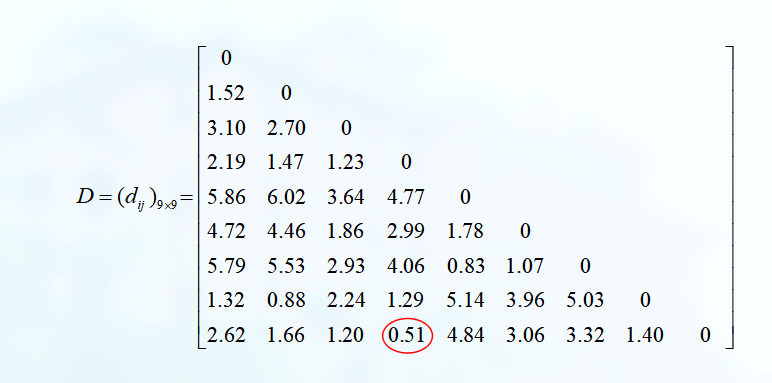 0
1.52 0
3.10 2.70 0
2.19 1.47 1.23 0
D = (d_ij)_9×9 = 5.86 6.02 3.64 4.77 0
4.72 4.46 1.86 2.99 1.78 0
5.79 5.53 2.93 4.06 0.83 1.07 0
1.32 0.88 2.24 1.29 5.14 3.96 5.03 0
2.62 1.66 1.20 0.51 4.84 3.06 3.32 1.40 0